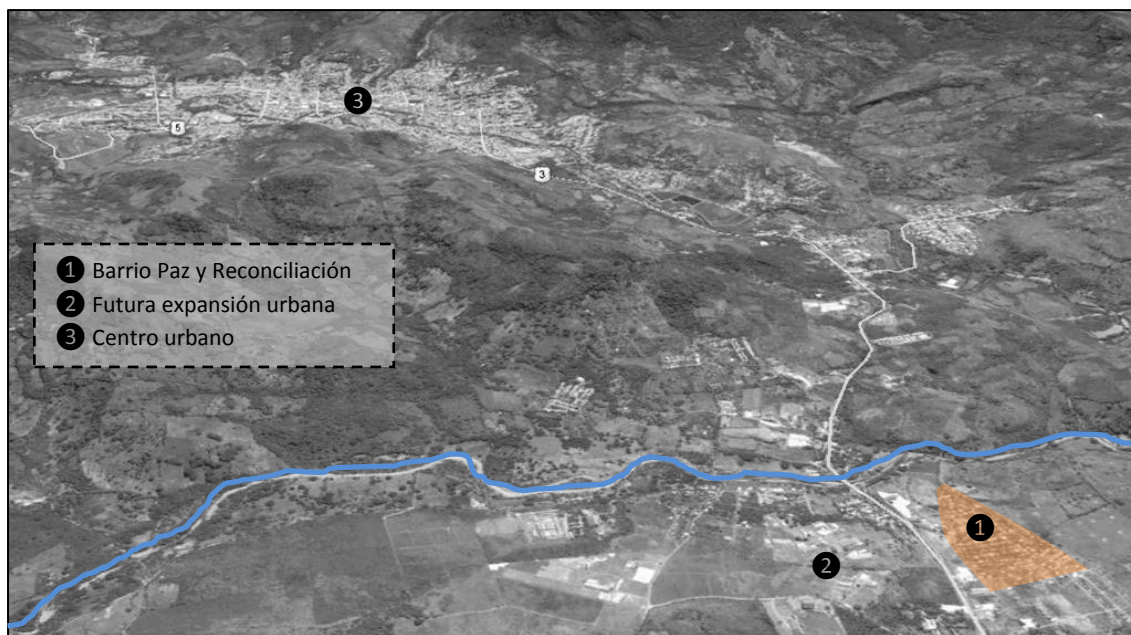 3
5
3
1 Barrio Paz y Reconciliación
2 Futura expansión urbana
3 Centro urbano
1
2